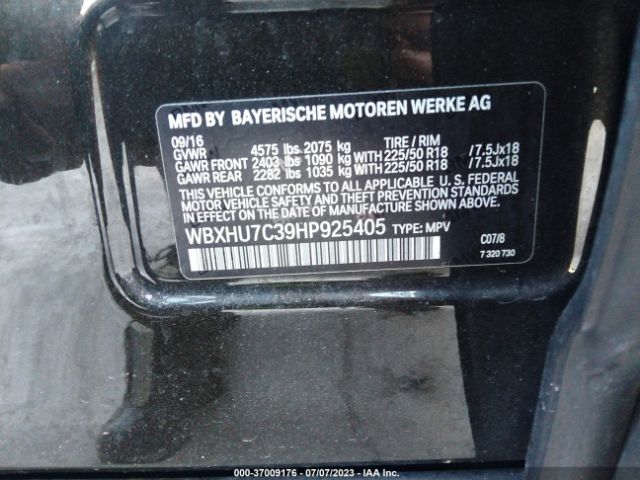 MFD BY BAYERISCHE MOTOREN WERKE AG
09/16
GVWR 4575 lbs 2075 kg TIRE / RIM
GAWR FRONT 2403 lbs 1090 kg WITH 225/50 R18 / 7.5Jx18
GAWR REAR 2282 lbs 1035 kg WITH 225/50 R18 / 7.5Jx18
THIS VEHICLE CONFORMS TO ALL APPLICABLE U. S. FEDERAL
MOTOR VEHICLE SAFETY AND THEFT PREVENTION STANDARDS
IN EFFECT ON THE DATE OF MANUFACTURE SHOWN ABOVE.
WBXHU7C39HP925405 TYPE: MPV
C07/8
7 320 730
000-37009176 - 07/07/2023 - IAA Inc.